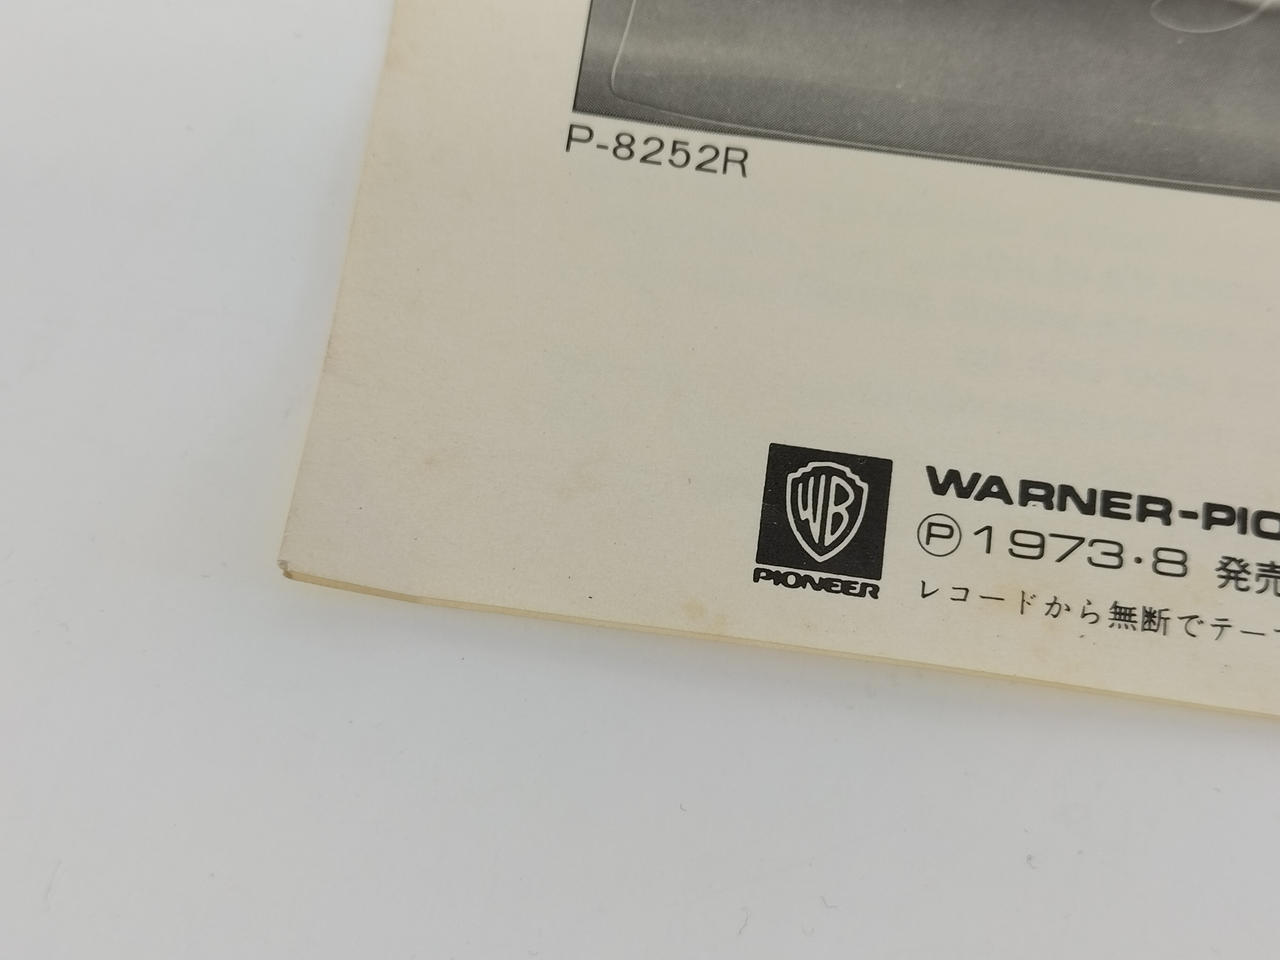 P-8252R
WB
PIONEER
WARNER-PIO
Ⓟ1973・8 発売
レコードから無断でテー